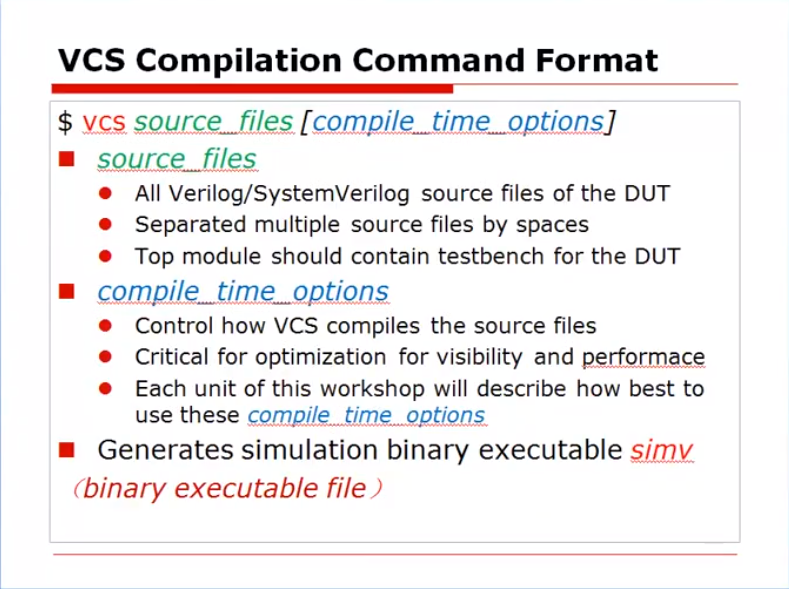 VCS Compilation Command Format
$ vcs source_files [compile_time_options]
source_files
All Verilog/SystemVerilog source files of the DUT
Separated multiple source files by spaces
Top module should contain testbench for the DUT
compile_time_options
Control how VCS compiles the source files
Critical for optimization for visibility and performace
Each unit of this workshop will describe how best to
use these compile_time_options
Generates simulation binary executable simv
（binary executable file）